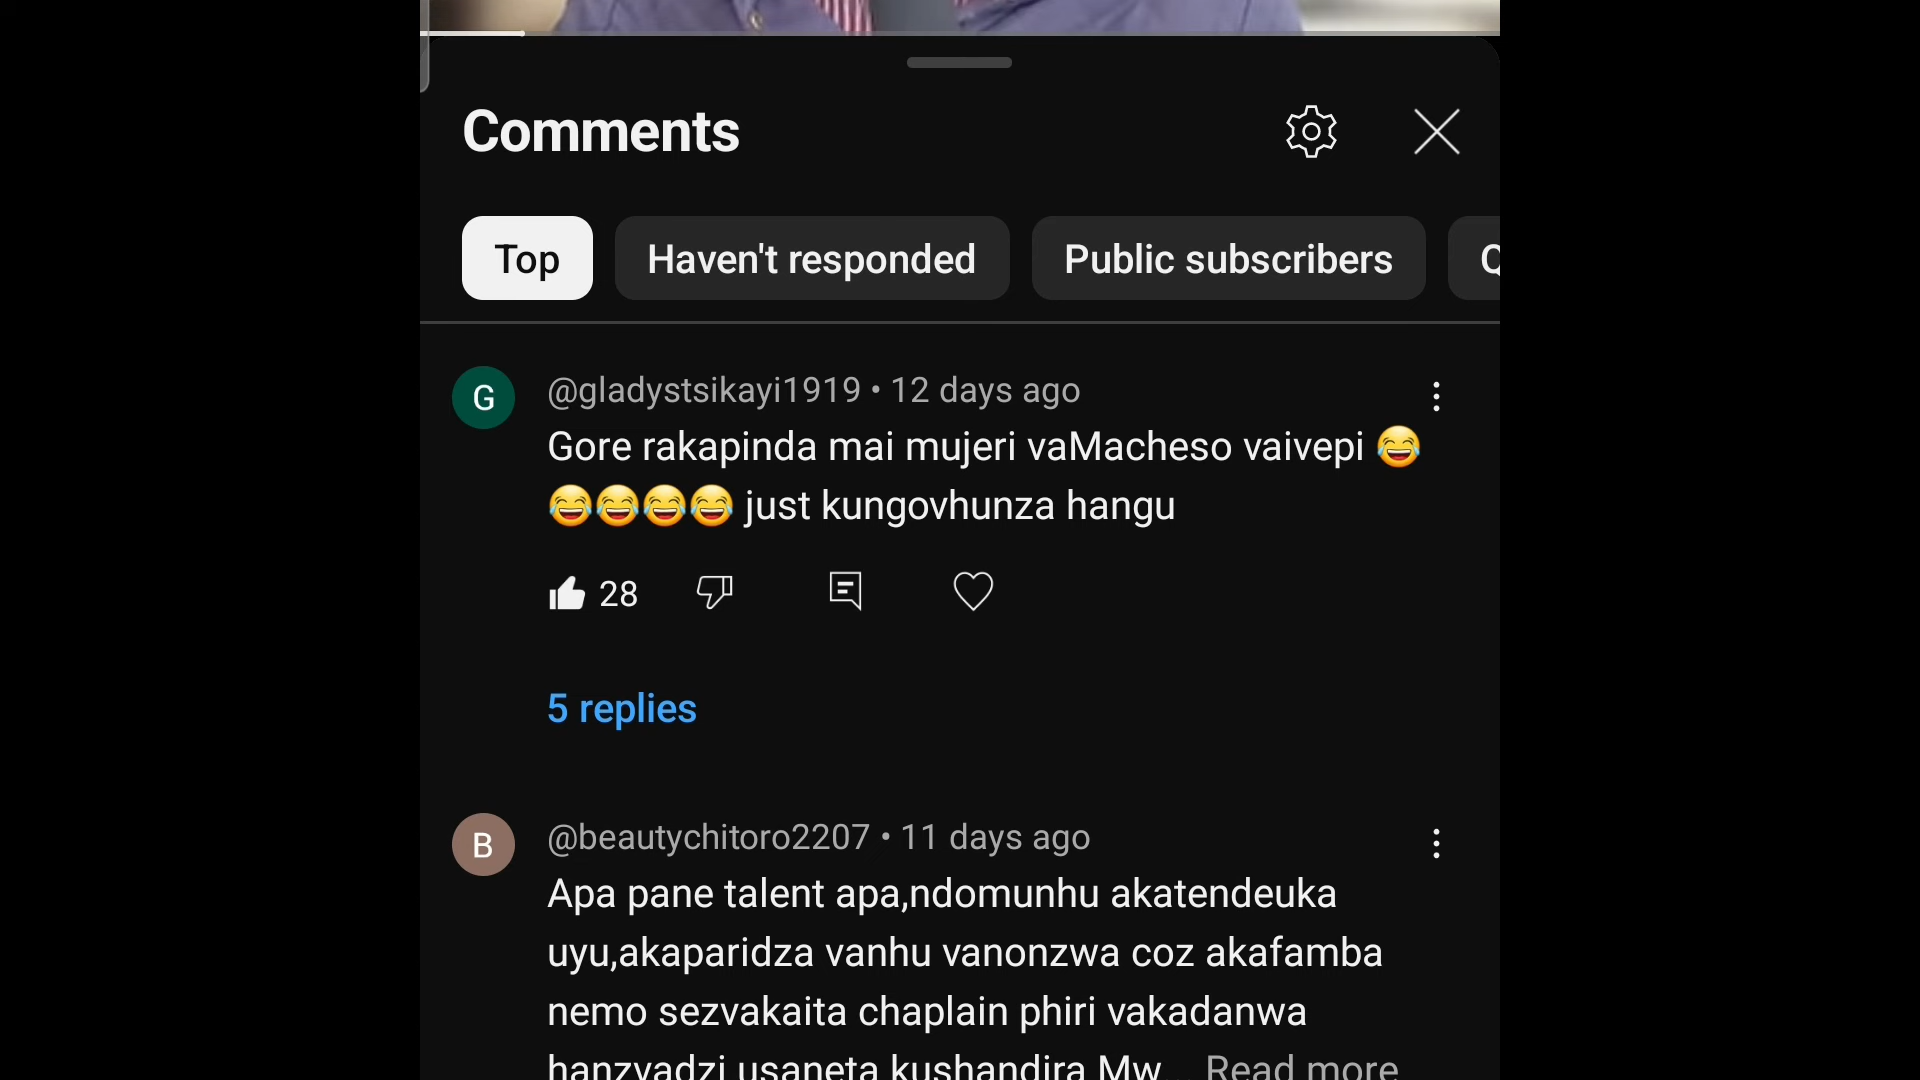 Comments
Top Haven't responded Public subscribers Q
G @gladystsikayi1919 • 12 days ago
Gore rakapinda mai mujeri vaMacheso vaivepi 😂
😂😂😂😂 just kungovhunza hangu
28
5 replies
B @beautychitoro2207 • 11 days ago
Apa pane talent apa,ndomunhu akatendeuka
uyu,akaparidza vanhu vanonzwa coz akafamba
nemo sezvakaita chaplain phiri vakadanwa
hanzvadzi usaneta kushandira Mw... Read more